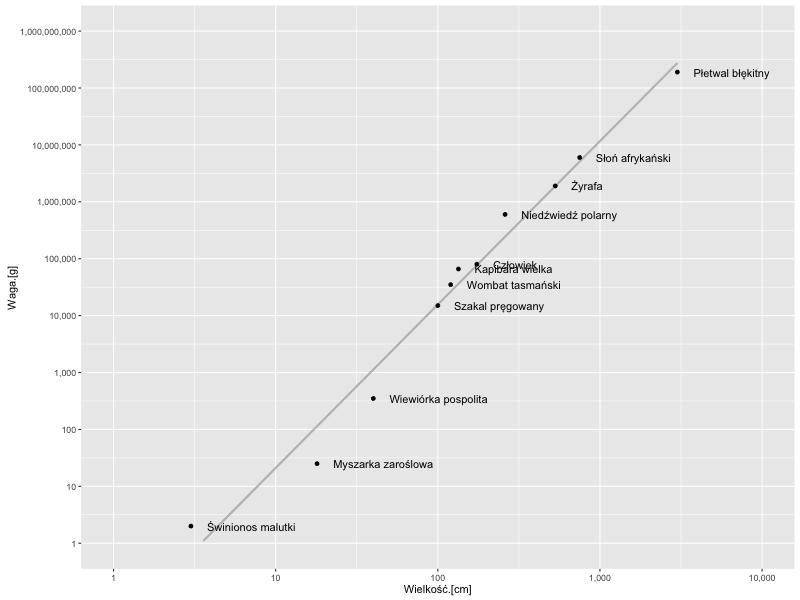 1,000,000,000
100,000,000
10,000,000
1,000,000
100,000
10,000
1,000
100
10
1
Waga.[g]
Płetwal błękitny
Słoń afrykański
Żyrafa
Niedźwiedź polarny
Człowiek
Kapibara wielka
Wombat tasmański
Szakal pręgowany
Wiewiórka pospolita
Myszarka zaroślowa
Świnionos malutki
1 10 100 1,000 10,000
Wielkość.[cm]